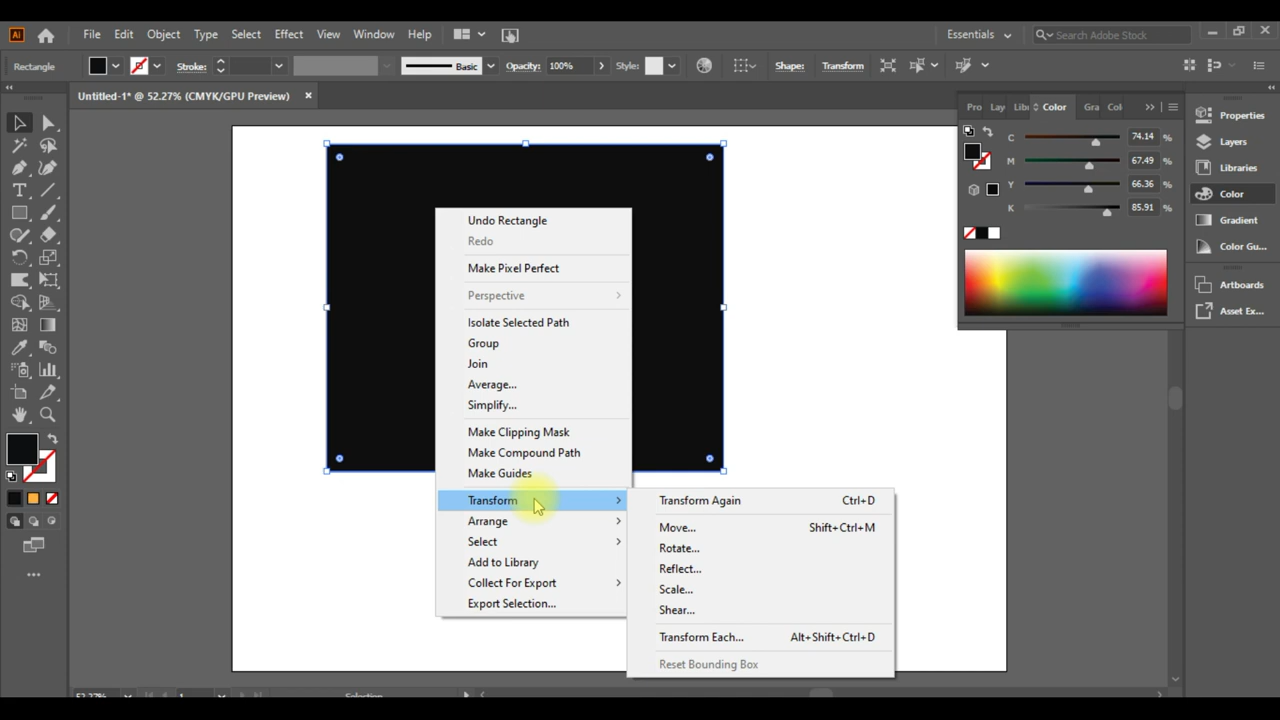 Ai File Edit Object Type Select Effect View Window Help Essentials Search Adobe Stock
Rectangle Stroke: Basic Opacity: 100% Style: Shape: Transform
Untitled-1* @ 52.27% (CMYK/GPU Preview) ×
Pro Lay Libi Color Gra Col
C 74.14 %
M 67.49 %
Y 66.36 %
K 85.91 %
Properties
Layers
Libraries
Color
Gradient
Color Gu...
Artboards
Asset Ex...
Undo Rectangle
Redo
Make Pixel Perfect
Perspective
Isolate Selected Path
Group
Join
Average...
Simplify...
Make Clipping Mask
Make Compound Path
Make Guides
Transform
Arrange
Select
Add to Library
Collect For Export
Export Selection...
Transform Again Ctrl+D
Move... Shift+Ctrl+M
Rotate...
Reflect...
Scale...
Shear...
Transform Each... Alt+Shift+Ctrl+D
Reset Bounding Box
52.27% 1 Selection